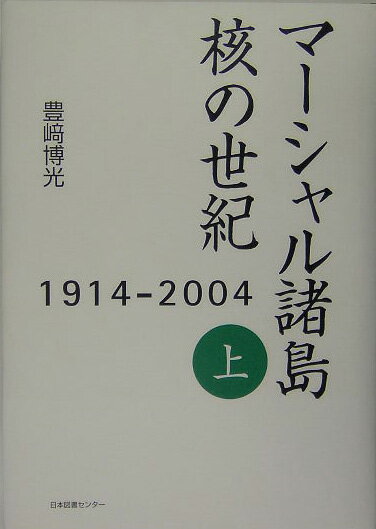 マーシャル諸島
核の世紀
1914-2004
上
豊﨑博光
日本図書センター